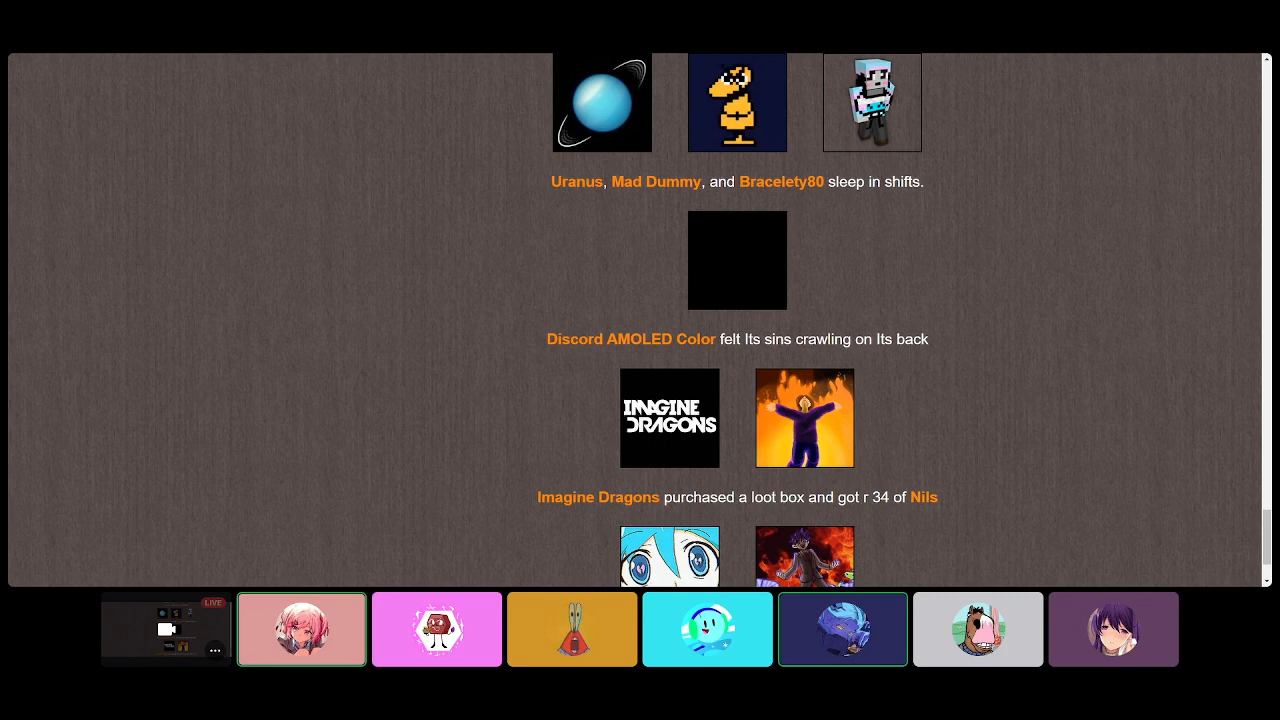 Uranus, Mad Dummy, and Bracelety80 sleep in shifts.
Discord AMOLED Color felt Its sins crawling on Its back
IMAGINE
DRAGONS
Imagine Dragons purchased a loot box and got r 34 of Nils
LIVE